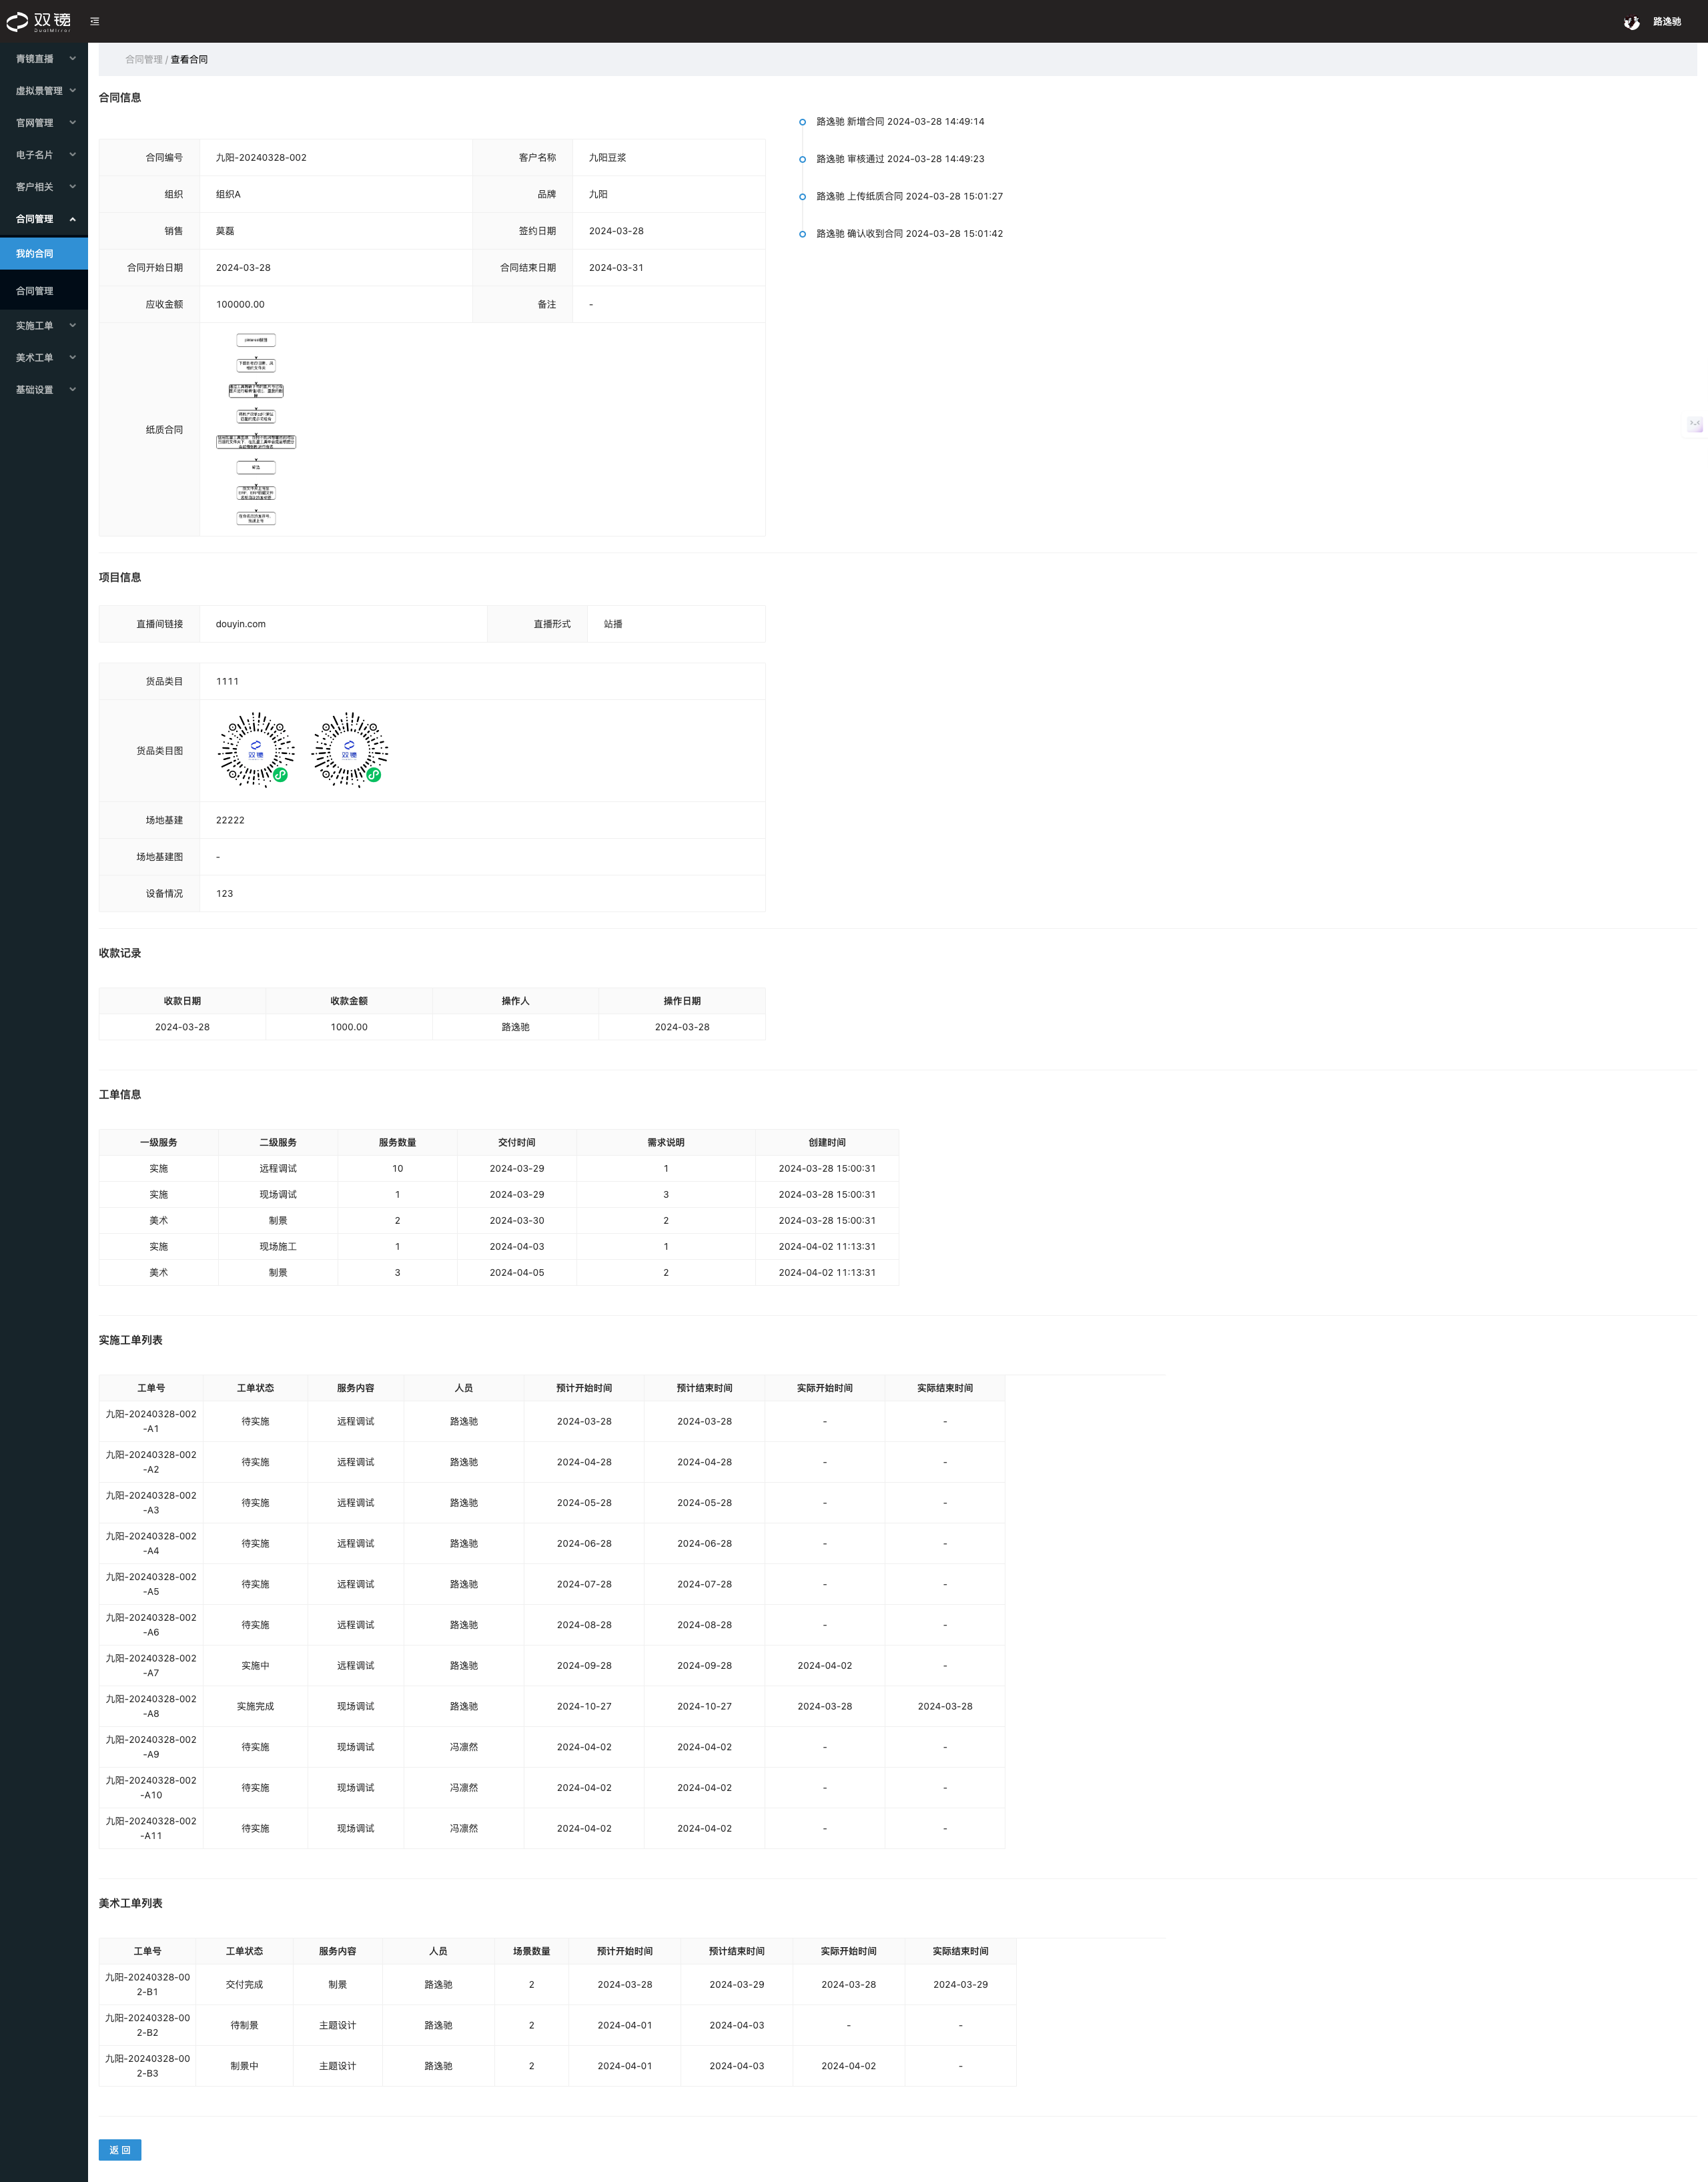 双镜
DualMirror
路逸驰
青镜直播
虚拟景管理
官网管理
电子名片
客户相关
合同管理
我的合同
合同管理
实施工单
美术工单
基础设置
合同管理 / 查看合同
合同信息
合同编号 九阳-20240328-002 客户名称 九阳豆浆
组织 组织A 品牌 九阳
销售 莫磊 签约日期 2024-03-28
合同开始日期 2024-03-28 合同结束日期 2024-03-31
应收金额 100000.00 备注 -
纸质合同
路逸驰 新增合同 2024-03-28 14:49:14
路逸驰 审核通过 2024-03-28 14:49:23
路逸驰 上传纸质合同 2024-03-28 15:01:27
路逸驰 确认收到合同 2024-03-28 15:01:42
项目信息
直播间链接 douyin.com 直播形式 站播
货品类目 1111
货品类目图
双镜
双镜
场地基建 22222
场地基建图 -
设备情况 123
收款记录
收款日期 收款金额 操作人 操作日期
2024-03-28 1000.00 路逸驰 2024-03-28
工单信息
一级服务 二级服务 服务数量 交付时间 需求说明 创建时间
实施 远程调试 10 2024-03-29 1 2024-03-28 15:00:31
实施 现场调试 1 2024-03-29 3 2024-03-28 15:00:31
美术 制景 2 2024-03-30 2 2024-03-28 15:00:31
实施 现场施工 1 2024-04-03 1 2024-04-02 11:13:31
美术 制景 3 2024-04-05 2 2024-04-02 11:13:31
实施工单列表
工单号 工单状态 服务内容 人员 预计开始时间 预计结束时间 实际开始时间 实际结束时间
九阳-20240328-002
-A1 待实施 远程调试 路逸驰 2024-03-28 2024-03-28 - -
九阳-20240328-002
-A2 待实施 远程调试 路逸驰 2024-04-28 2024-04-28 - -
九阳-20240328-002
-A3 待实施 远程调试 路逸驰 2024-05-28 2024-05-28 - -
九阳-20240328-002
-A4 待实施 远程调试 路逸驰 2024-06-28 2024-06-28 - -
九阳-20240328-002
-A5 待实施 远程调试 路逸驰 2024-07-28 2024-07-28 - -
九阳-20240328-002
-A6 待实施 远程调试 路逸驰 2024-08-28 2024-08-28 - -
九阳-20240328-002
-A7 实施中 远程调试 路逸驰 2024-09-28 2024-09-28 2024-04-02 -
九阳-20240328-002
-A8 实施完成 现场调试 路逸驰 2024-10-27 2024-10-27 2024-03-28 2024-03-28
九阳-20240328-002
-A9 待实施 现场调试 冯凛然 2024-04-02 2024-04-02 - -
九阳-20240328-002
-A10 待实施 现场调试 冯凛然 2024-04-02 2024-04-02 - -
九阳-20240328-002
-A11 待实施 现场调试 冯凛然 2024-04-02 2024-04-02 - -
美术工单列表
工单号 工单状态 服务内容 人员 场景数量 预计开始时间 预计结束时间 实际开始时间 实际结束时间
九阳-20240328-00
2-B1 交付完成 制景 路逸驰 2 2024-03-28 2024-03-29 2024-03-28 2024-03-29
九阳-20240328-00
2-B2 待制景 主题设计 路逸驰 2 2024-04-01 2024-04-03 - -
九阳-20240328-00
2-B3 制景中 主题设计 路逸驰 2 2024-04-01 2024-04-03 2024-04-02 -
返 回